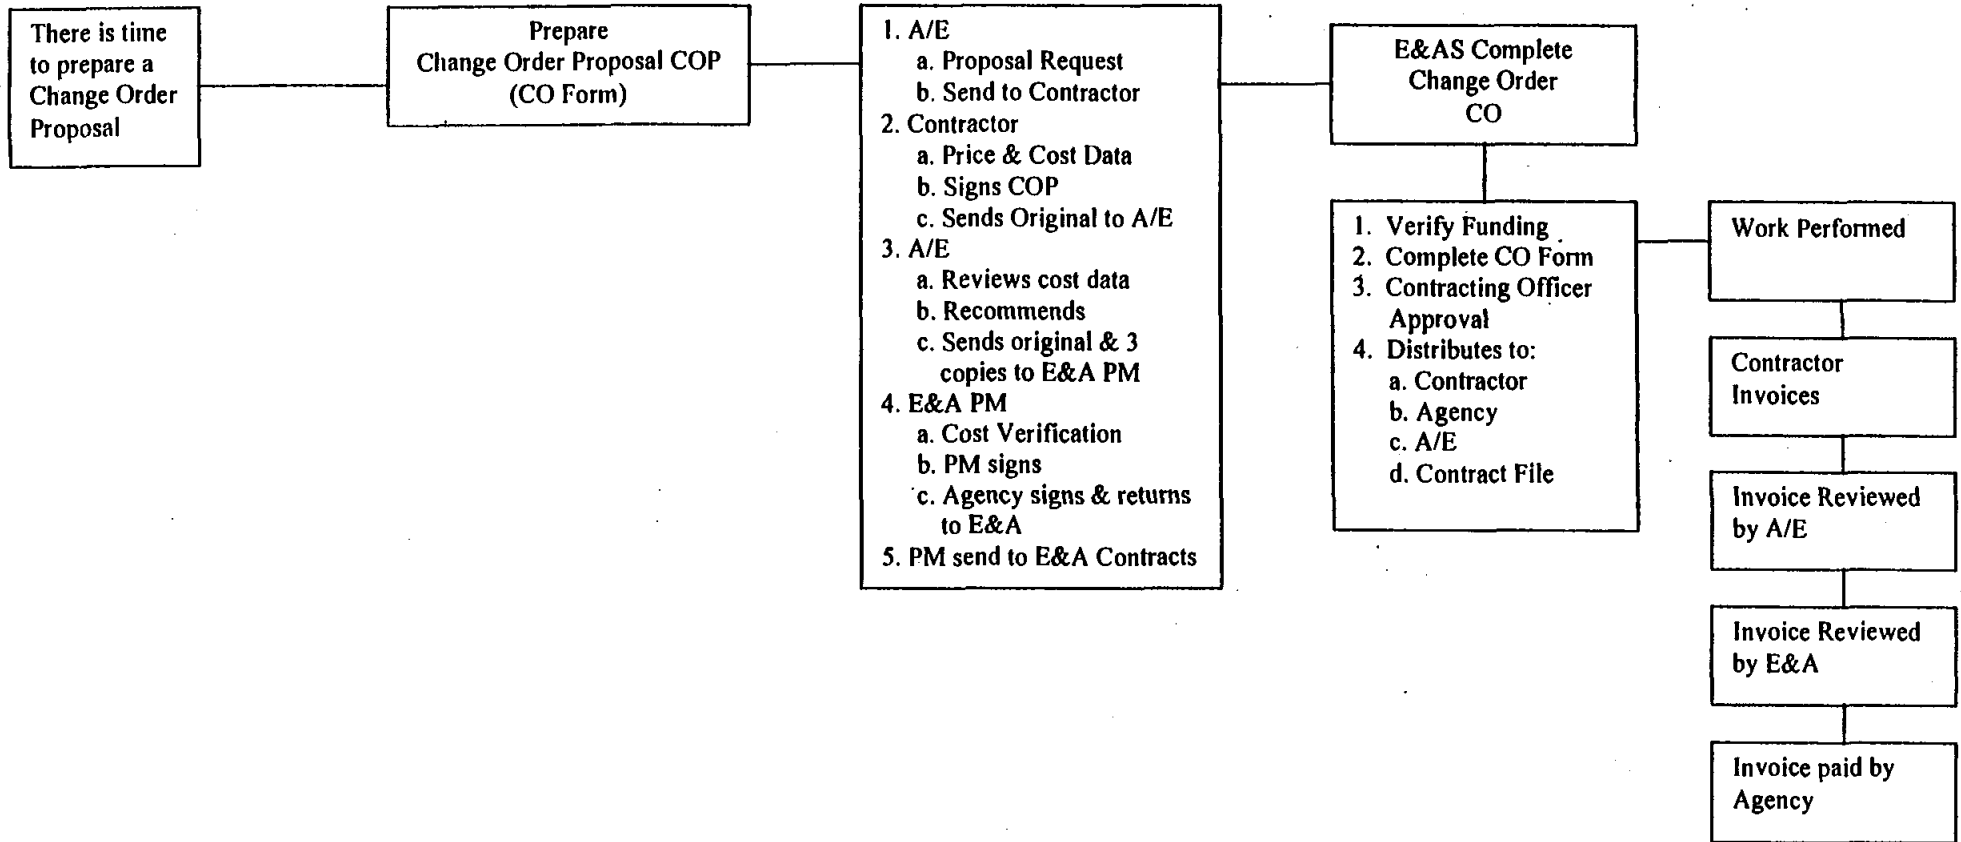 There is time
to prepare a
Change Order
Proposal
Prepare
Change Order Proposal COP
(CO Form)
1. A/E
a. Proposal Request
b. Send to Contractor
2. Contractor
a. Price & Cost Data
b. Signs COP
c. Sends Original to A/E
3. A/E
a. Reviews cost data
b. Recommends
c. Sends original & 3
copies to E&A PM
4. E&A PM
a. Cost Verification
b. PM signs
c. Agency signs & returns
to E&A
5. PM send to E&A Contracts
E&AS Complete
Change Order
CO
1. Verify Funding
2. Complete CO Form
3. Contracting Officer
Approval
4. Distributes to:
a. Contractor
b. Agency
c. A/E
d. Contract File
Work Performed
Contractor
Invoices
Invoice Reviewed
by A/E
Invoice Reviewed
by E&A
Invoice paid by
Agency